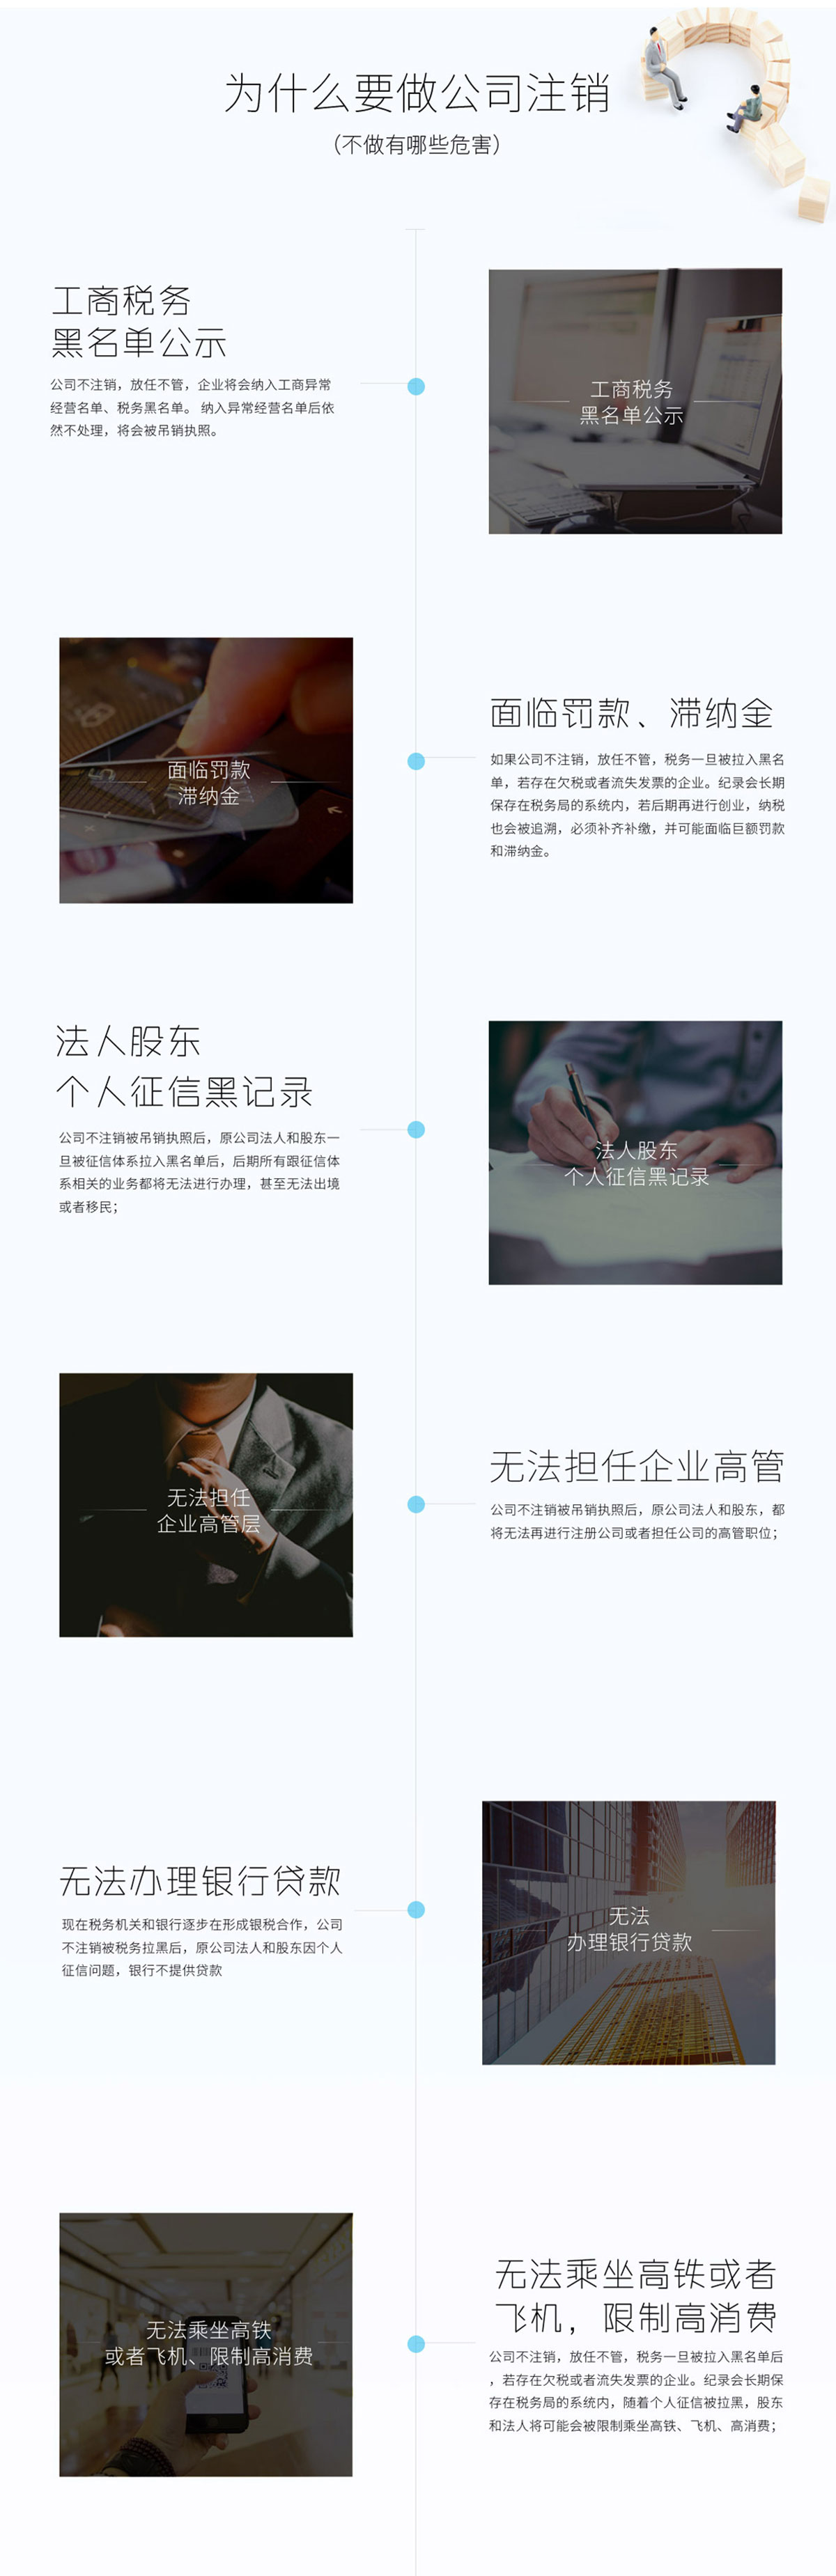 为什么要做公司注销
（不做有哪些危害）
工商税务
黑名单公示
公司不注销，放任不管，企业将会纳入工商异常
经营名单、税务黑名单。 纳入异常经营名单后依
然不处理，将会被吊销执照。
工商税务
黑名单公示
面临罚款
滞纳金
面临罚款、滞纳金
如果公司不注销，放任不管，税务一旦被拉入黑名
单，若存在欠税或者流失发票的企业。纪录会长期
保存在税务局的系统内，若后期再进行创业，纳税
也会被追溯，必须补齐补缴，并可能面临巨额罚款
和滞纳金。
法人股东
个人征信黑记录
公司不注销被吊销执照后，原公司法人和股东一
旦被征信体系拉入黑名单后，后期所有跟征信体
系相关的业务都将无法进行办理，甚至无法出境
或者移民；
法人股东
个人征信黑记录
无法担任
企业高管层
无法担任企业高管
公司不注销被吊销执照后，原公司法人和股东，都
将无法再进行注册公司或者担任公司的高管职位；
无法办理银行贷款
现在税务机关和银行逐步在形成银税合作，公司
不注销被税务拉黑后，原公司法人和股东因个人
征信问题，银行不提供贷款
无法
办理银行贷款
无法乘坐高铁
或者飞机、限制高消费
无法乘坐高铁或者
飞机，限制高消费
公司不注销，放任不管，税务一旦被拉入黑名单后
，若存在欠税或者流失发票的企业。纪录会长期保
存在税务局的系统内，随着个人征信被拉黑，股东
和法人将可能会被限制乘坐高铁、飞机、高消费；